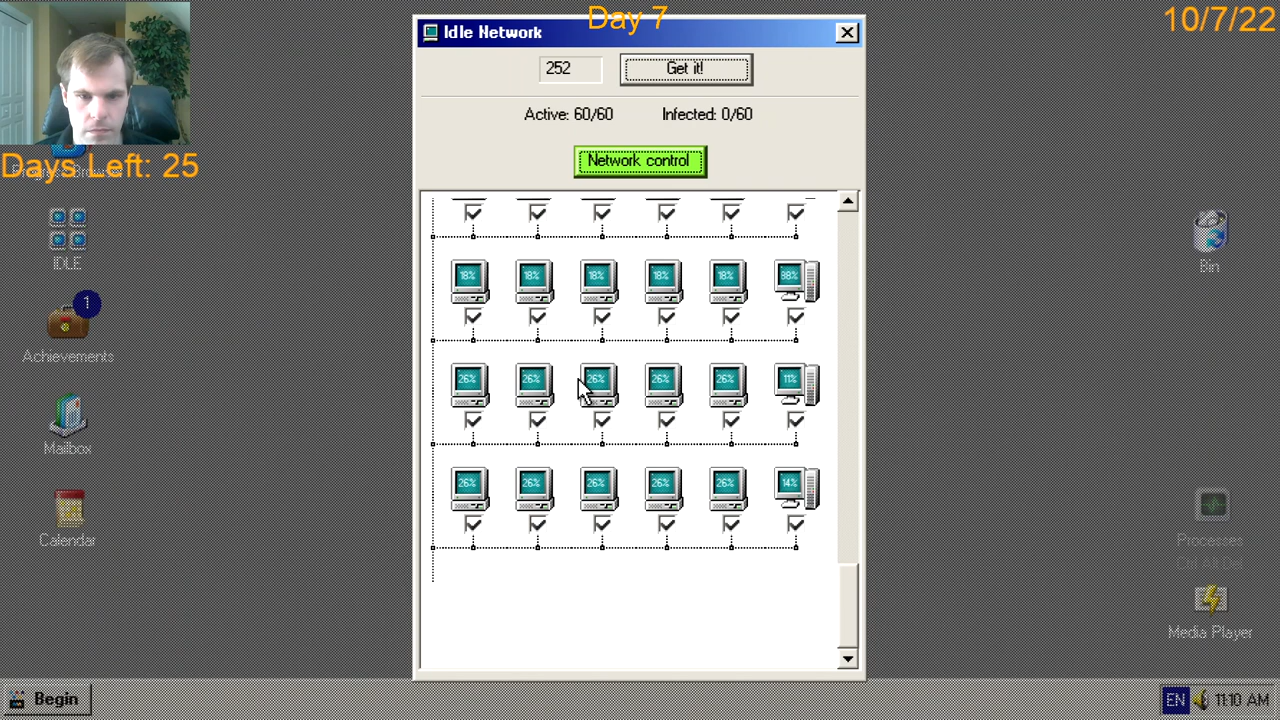 Day 7
10/7/22
Idle Network
252
Get it!
Active: 60/60
Infected: 0/60
Network control
Days Left: 25
IDLE
1
Achievements
Mailbox
Calendar
18% 18% 18% 18% 18% 88%
26% 26% 26% 26% 26% 11%
26% 26% 26% 26% 26% 14%
Bin
Media Player
Begin
EN
11:10 AM